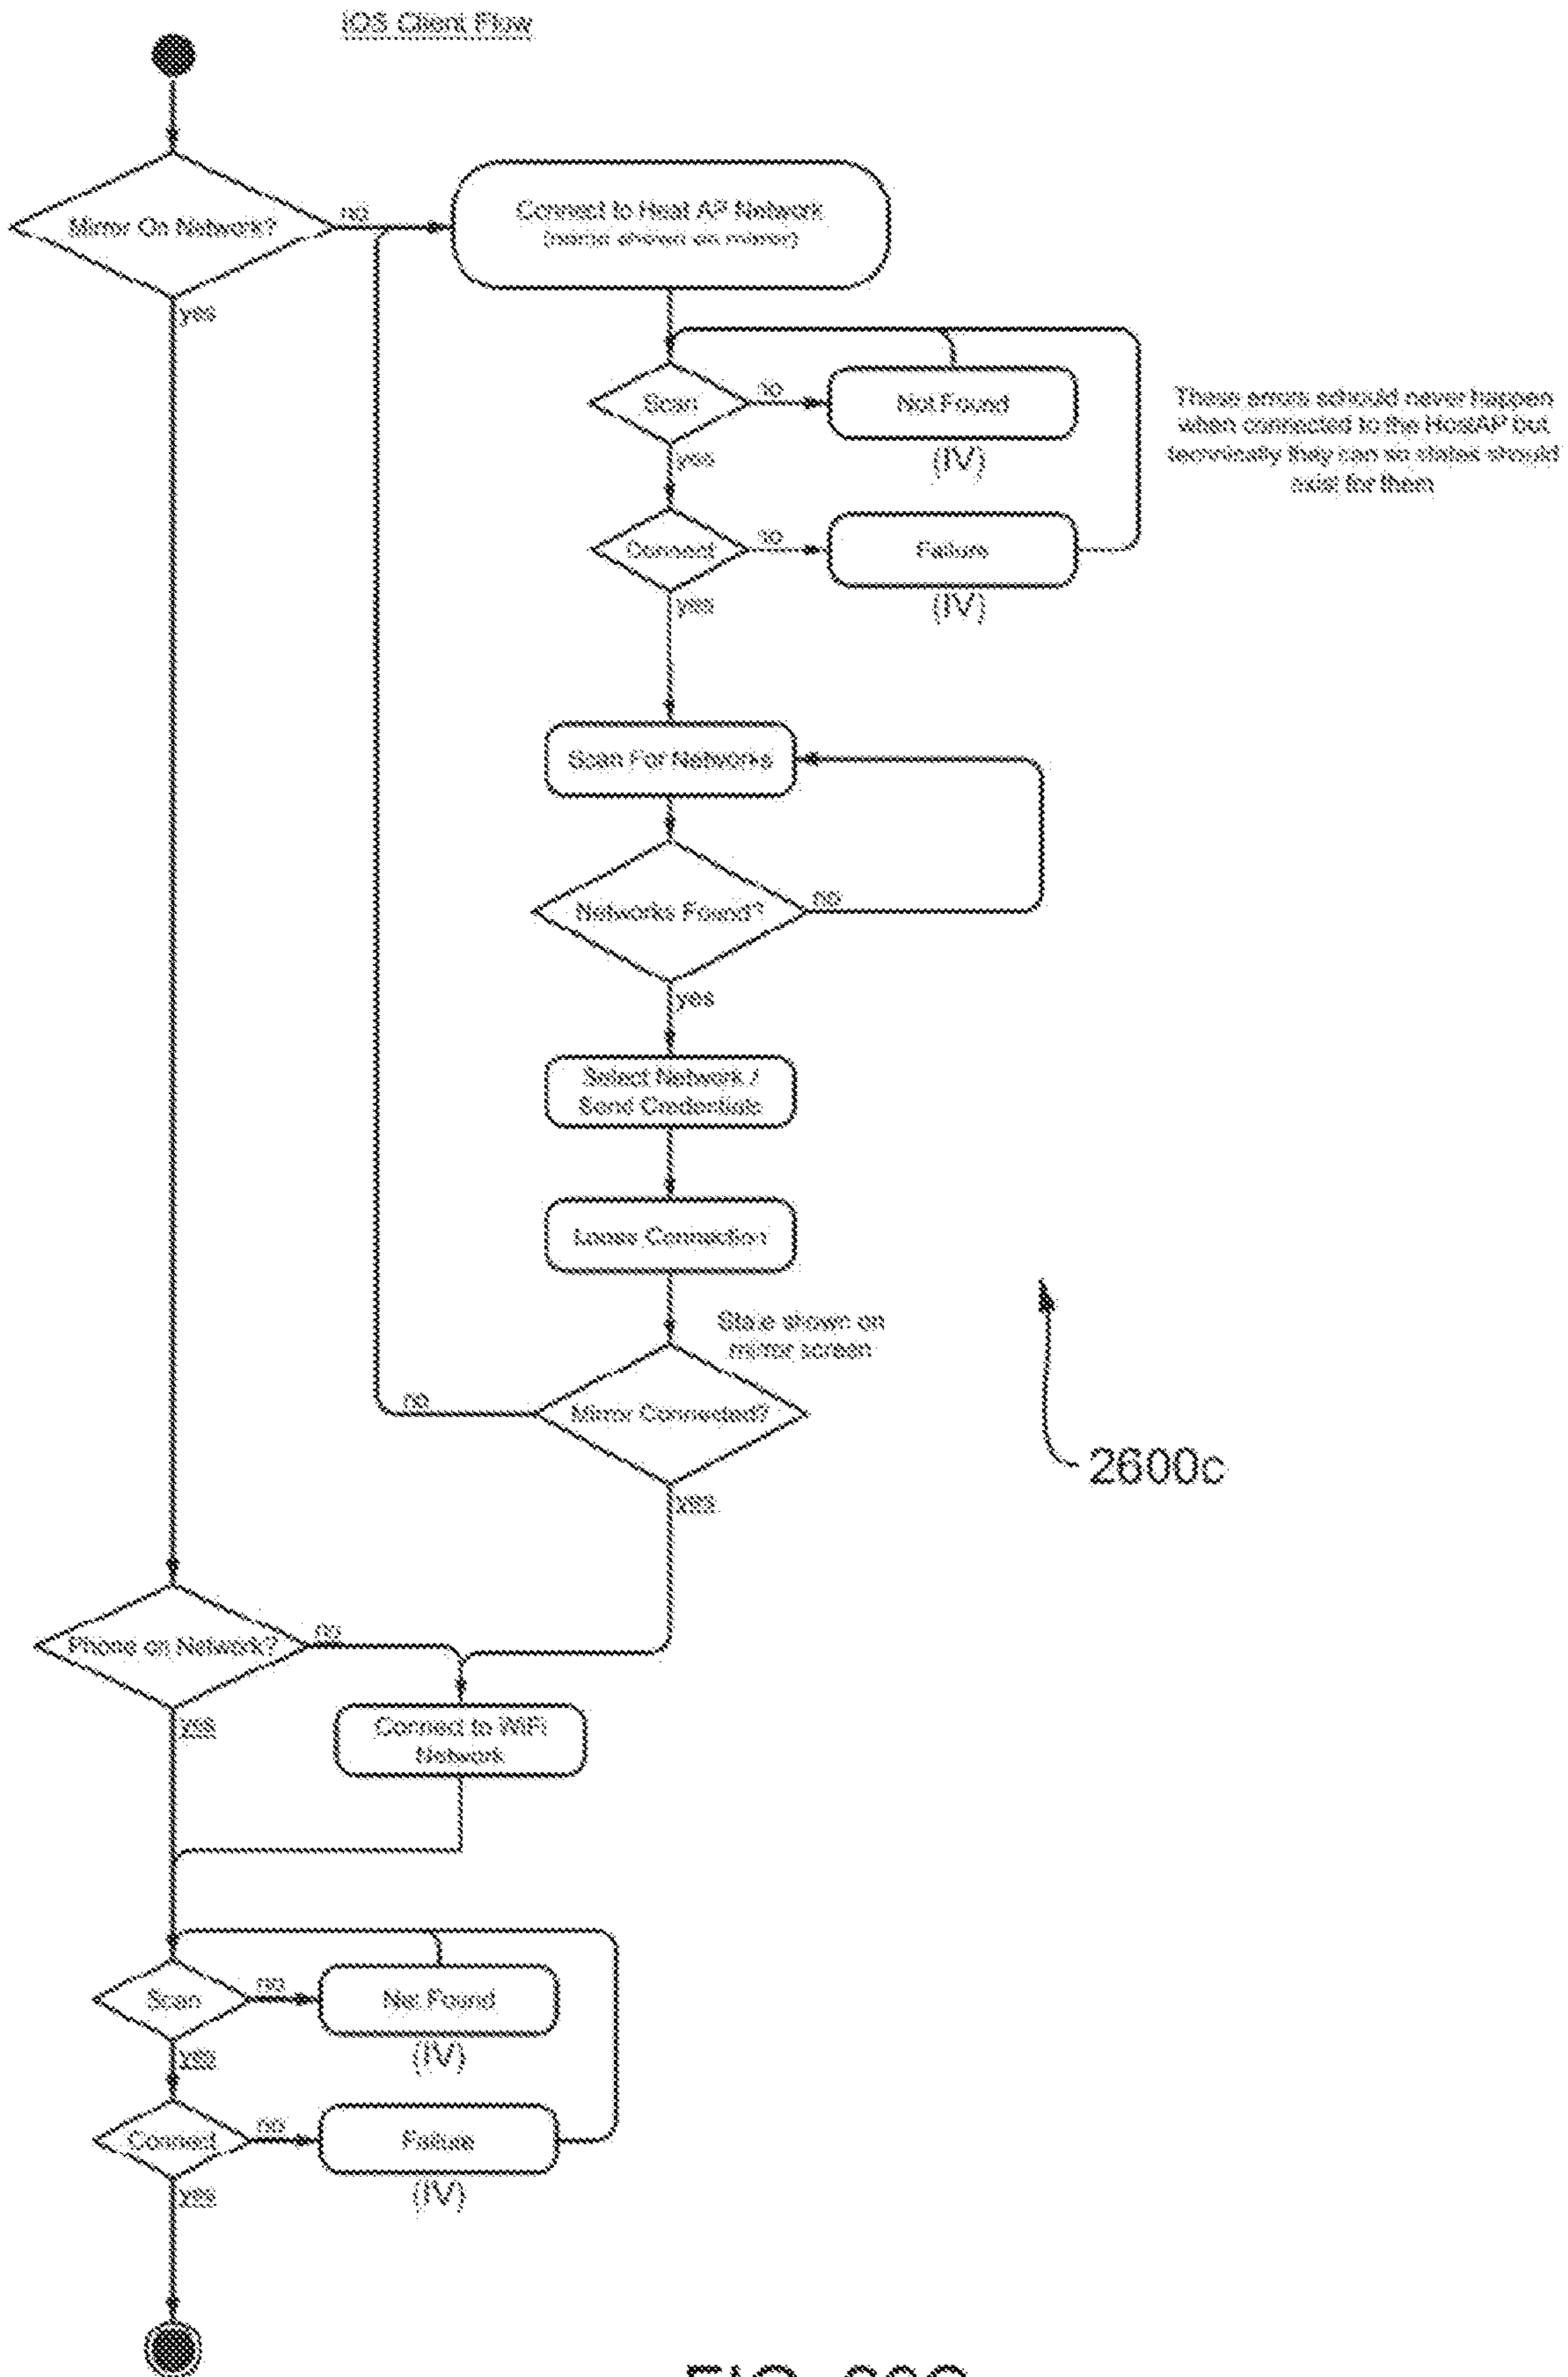 iOS Client Flow
Mirror On Network?
no
yes
Connect to Host AP Network
(name shown on mirror)
Scan
no
Not Found
(IV)
yes
These errors schould never happen
when connected to the HostAP but
technically they can so states should
exist for them
Connect
no
Failure
(IV)
yes
Scan For Networks
Networks Found?
no
yes
Select Network /
Send Credentials
Loose Connection
State shown on
mirror screen
Mirror Connected?
no
yes
2600c
Phone on Network?
no
yes
Connect to WiFi
Network
Scan
no
Not Found
(IV)
yes
Connect
no
Failure
(IV)
yes